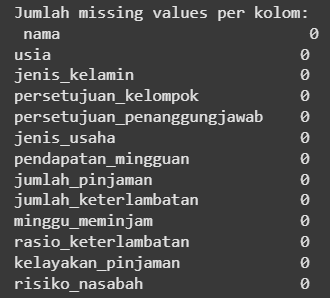 Jumlah missing values per kolom:
nama 0
usia 0
jenis_kelamin 0
persetujuan_kelompok 0
persetujuan_penanggungjawab 0
jenis_usaha 0
pendapatan_mingguan 0
jumlah_pinjaman 0
jumlah_keterlambatan 0
minggu_meminjam 0
rasio_keterlambatan 0
kelayakan_pinjaman 0
risiko_nasabah 0